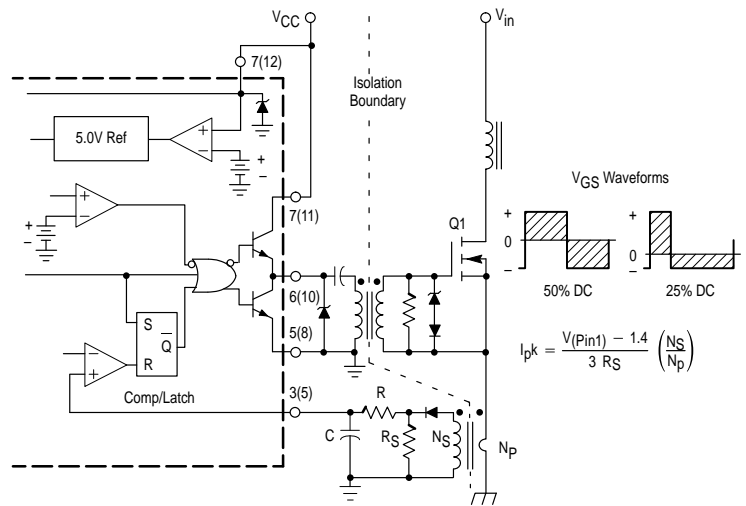 VCC
Vin
7(12)
Isolation
Boundary
5.0V Ref
+
–
+
–
VGS Waveforms
+
–
7(11)
Q1
+
0
–
+
0
–
50% DC
25% DC
6(10)
5(8)
S
Q
R
–
+
Comp/Latch
3(5)
R
C
RS
NS
NP
Ipk = V(Pin1) – 1.4 / 3 RS (NS / Np)